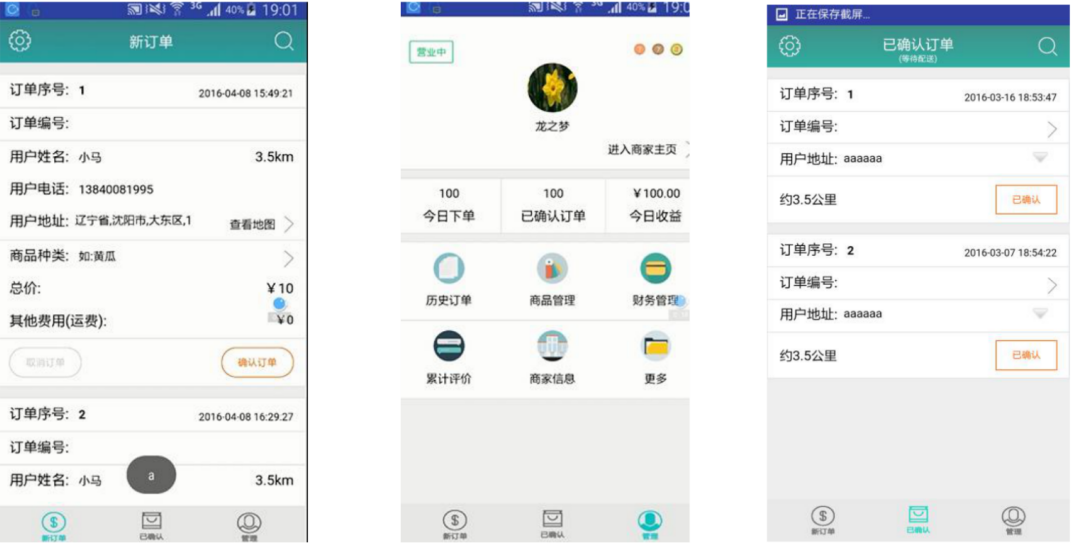 3G 40% 19:01
新订单
订单序号: 1 2016-04-08 15:49:21
订单编号:
用户姓名: 小马 3.5km
用户电话: 13840081995
用户地址: 辽宁省,沈阳市,大东区,1 查看地图
商品种类: 如:黄瓜
总价: ¥10
其他费用(运费): ¥0
取消订单 确认订单
订单序号: 2 2016-04-08 16:29:27
订单编号:
用户姓名: 小马 3.5km
a
新订单 已确认 管理
3G 40% 19:0
营业中
龙之梦
进入商家主页
100 100 ¥100.00
今日下单 已确认订单 今日收益
历史订单 商品管理 财务管理
累计评价 商家信息 更多
新订单 已确认 管理
正在保存截屏...
已确认订单
(等待配送)
订单序号: 1 2016-03-16 18:53:47
订单编号:
用户地址: aaaaaa
约3.5公里 已确认
订单序号: 2 2016-03-07 18:54:22
订单编号:
用户地址: aaaaaa
约3.5公里 已确认
新订单 已确认 管理